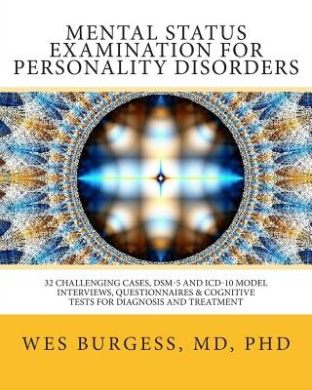 MENTAL STATUS
EXAMINATION FOR
PERSONALITY DISORDERS
32 CHALLENGING CASES, DSM-5 AND ICD-10 MODEL
INTERVIEWS, QUESTIONNAIRES & COGNITIVE
TESTS FOR DIAGNOSIS AND TREATMENT
WES BURGESS, MD, PHD